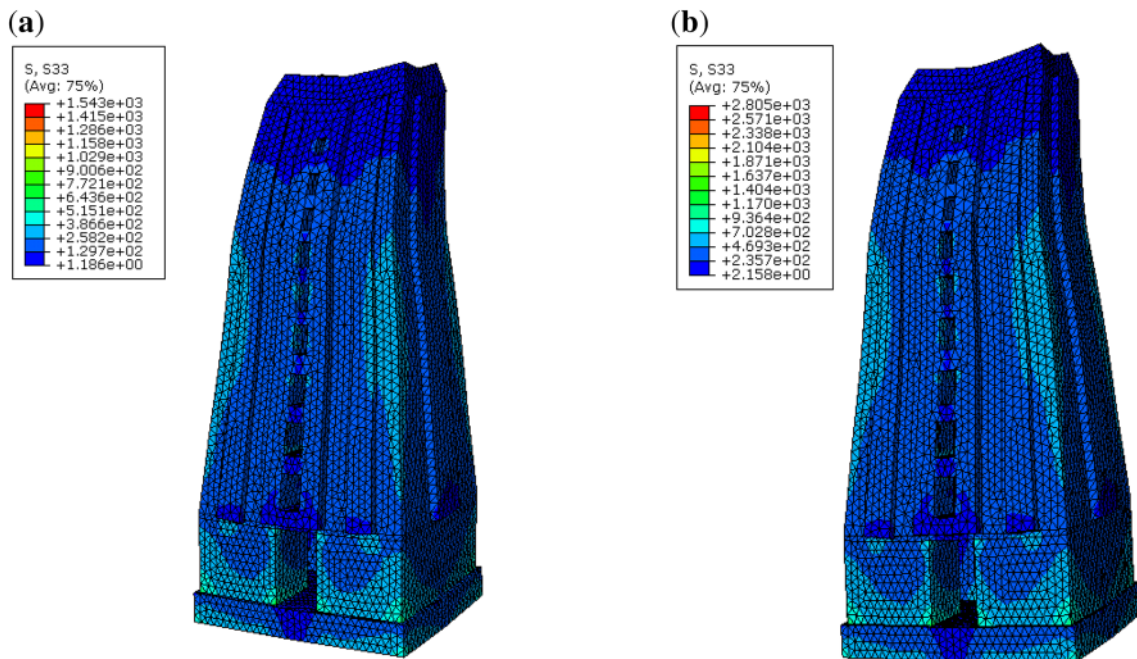 (a)
S, S33
(Avg: 75%)
+1.543e+03
+1.415e+03
+1.286e+03
+1.158e+03
+1.029e+03
+9.006e+02
+7.721e+02
+6.436e+02
+5.151e+02
+3.866e+02
+2.582e+02
+1.297e+02
+1.186e+00
(b)
S, S33
(Avg: 75%)
+2.805e+03
+2.571e+03
+2.338e+03
+2.104e+03
+1.871e+03
+1.637e+03
+1.404e+03
+1.170e+03
+9.364e+02
+7.028e+02
+4.693e+02
+2.357e+02
+2.158e+00